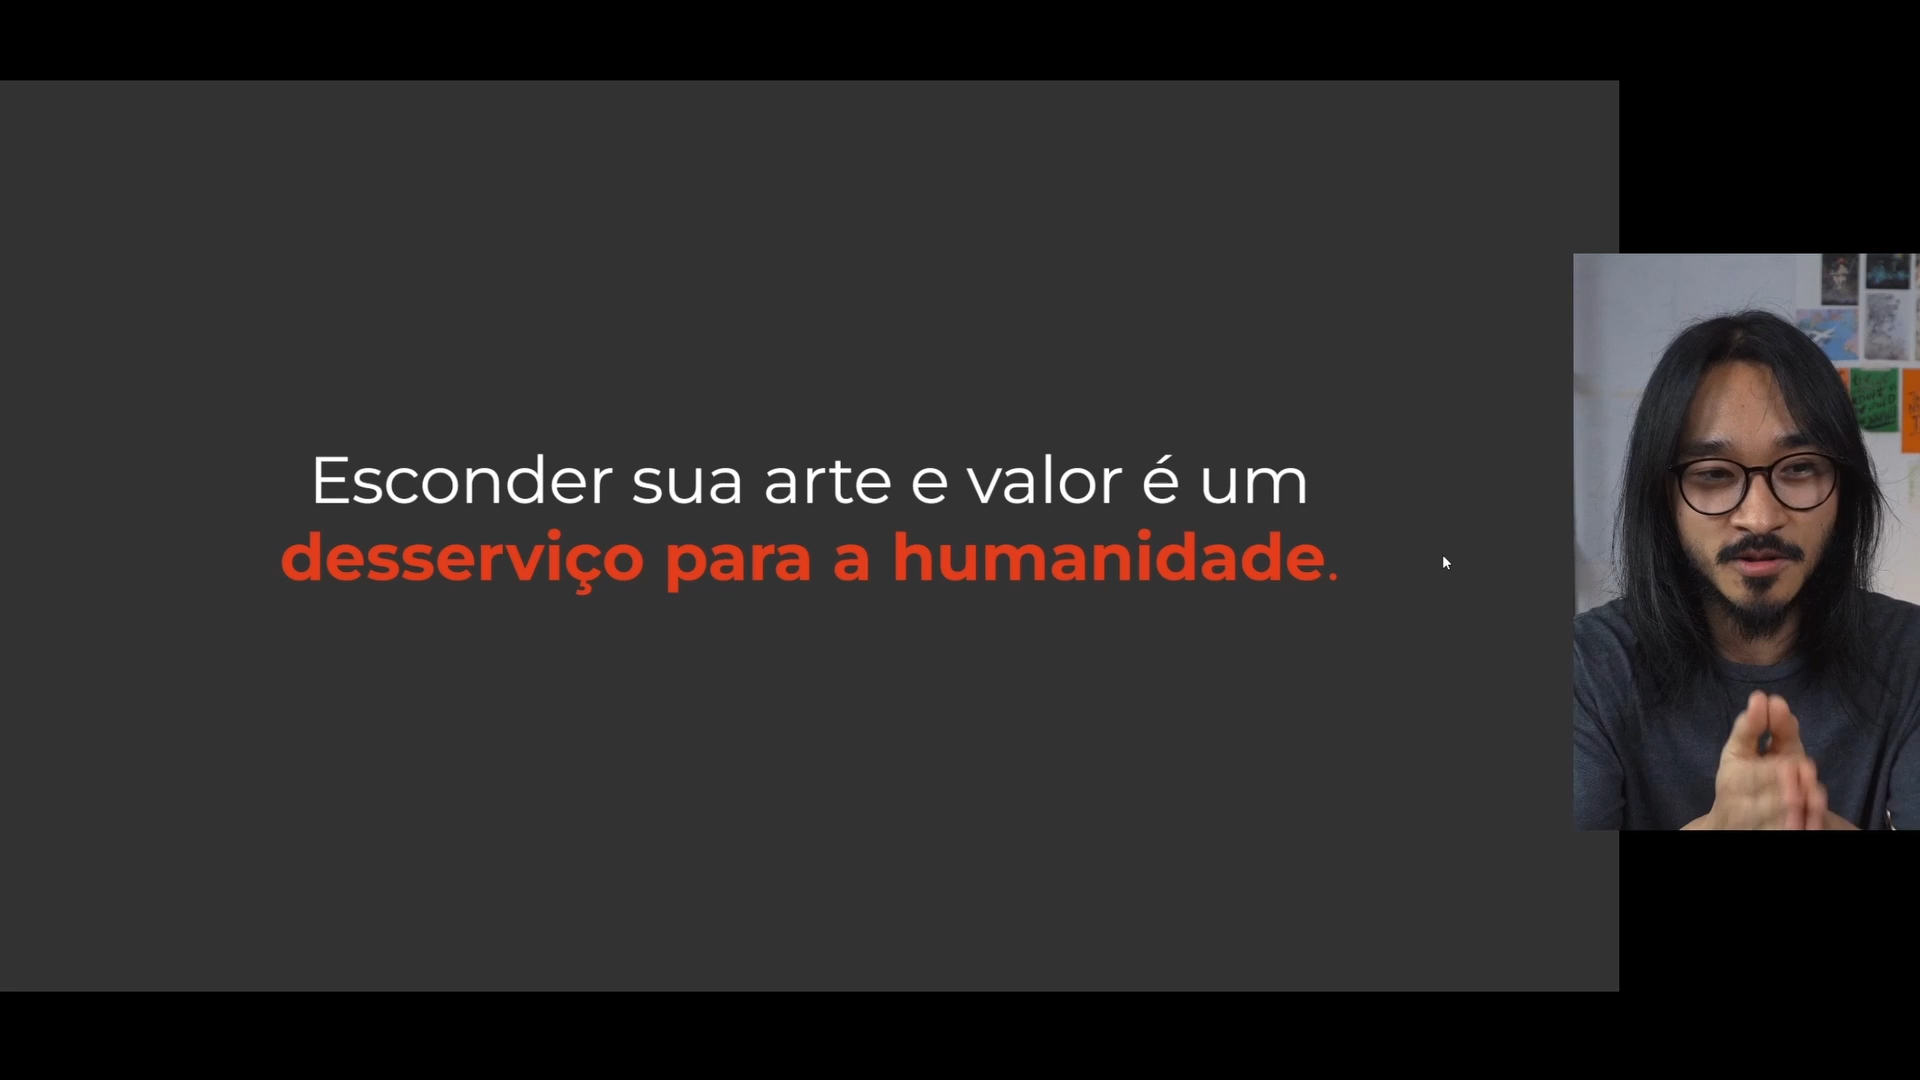 Esconder sua arte e valor é um
desserviço para a humanidade.